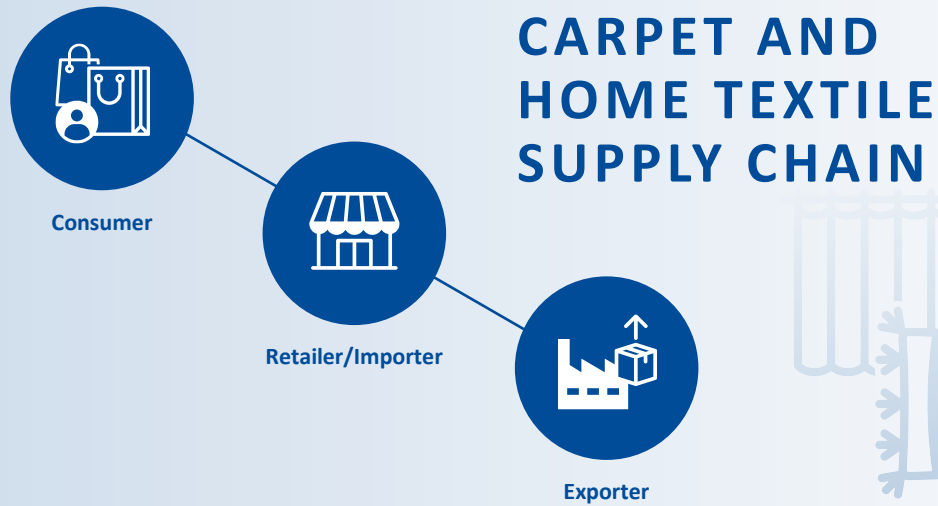 CARPET AND
HOME TEXTILE
SUPPLY CHAIN
Consumer
Retailer/Importer
Exporter